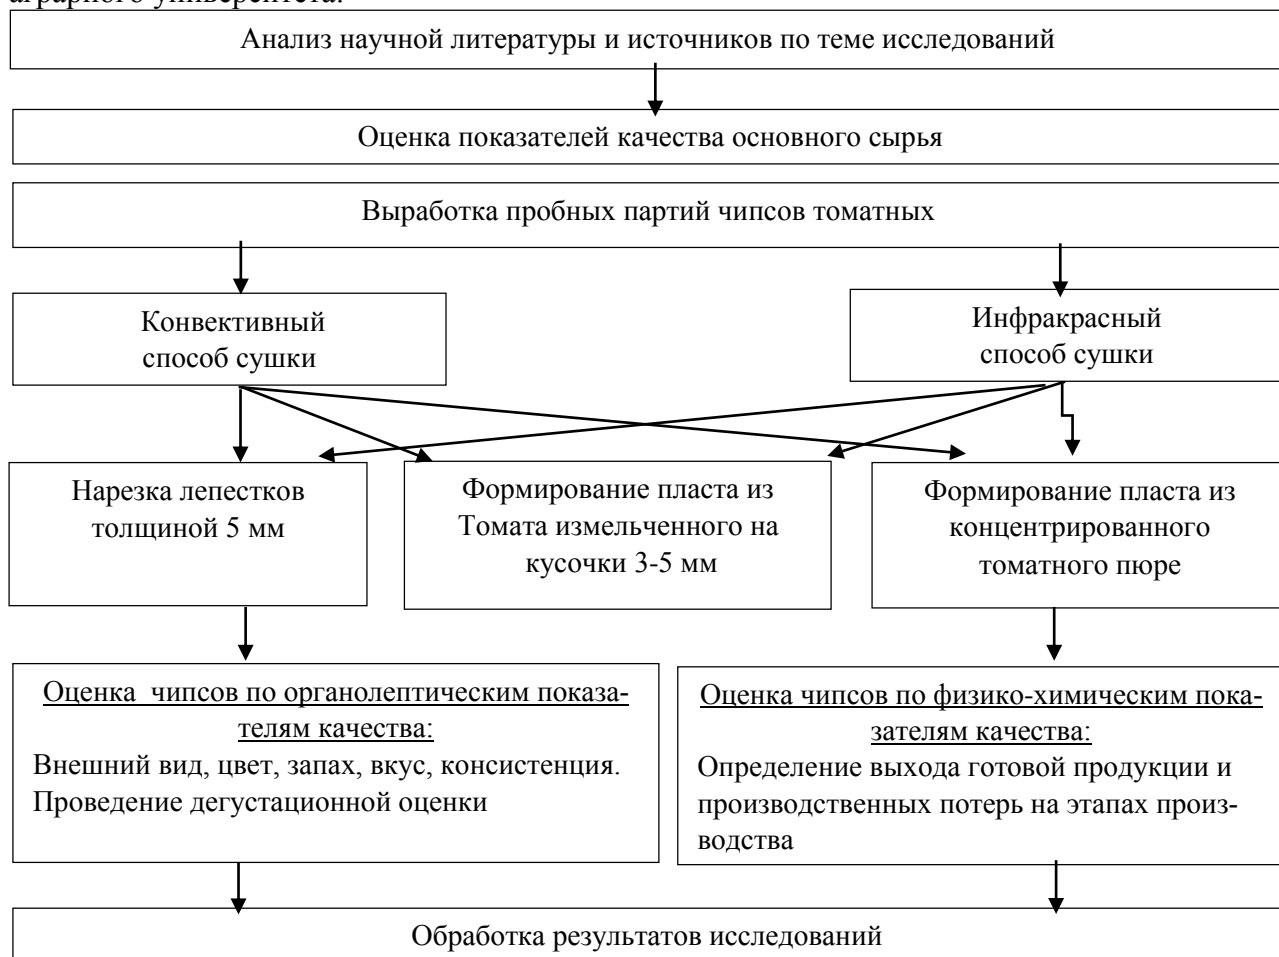 аграрного университета.
Анализ научной литературы и источников по теме исследований
Оценка показателей качества основного сырья
Выработка пробных партий чипсов томатных
Конвективный
способ сушки
Инфракрасный
способ сушки
Нарезка лепестков
толщиной 5 мм
Формирование пласта из
Томата измельченного на
кусочки 3-5 мм
Формирование пласта из
концентрированного
томатного пюре
Оценка чипсов по органолептическим показа-
телям качества:
Внешний вид, цвет, запах, вкус, консистенция.
Проведение дегустационной оценки
Оценка чипсов по физико-химическим пока-
зателям качества:
Определение выхода готовой продукции и
производственных потерь на этапах произ-
водства
Обработка результатов исследований